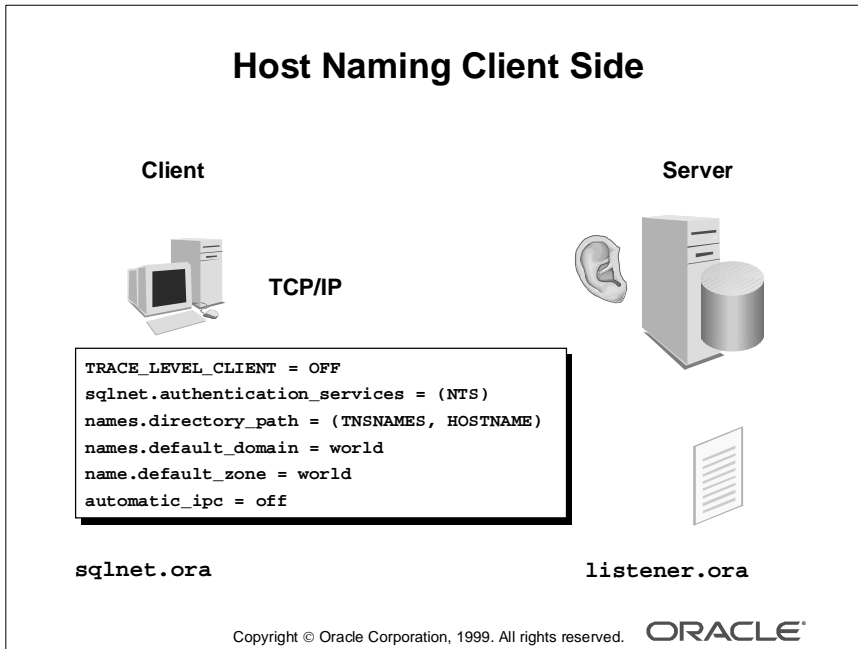 Host Naming Client Side
Client
Server
TCP/IP
TRACE_LEVEL_CLIENT = OFF
sqlnet.authentication_services = (NTS)
names.directory_path = (TNSNAMES, HOSTNAME)
names.default_domain = world
name.default_zone = world
automatic_ipc = off
sqlnet.ora
listener.ora
Copyright © Oracle Corporation, 1999. All rights reserved. ORACLE®